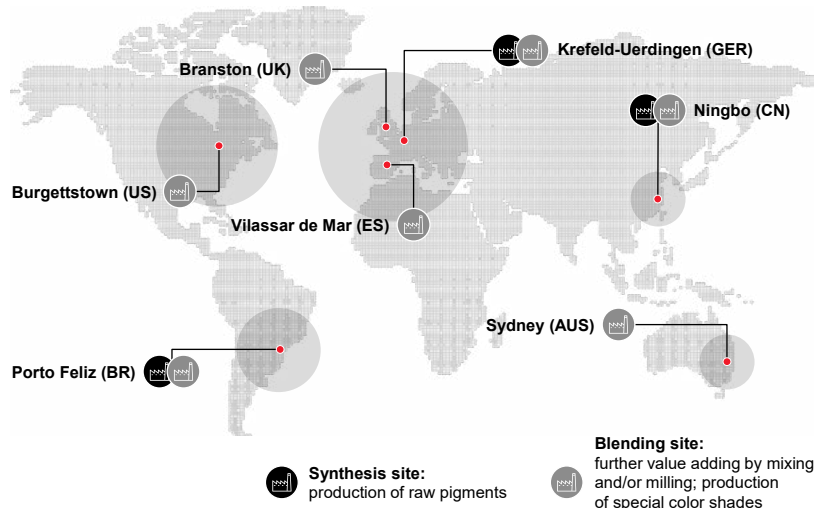 Krefeld-Uerdingen (GER)
Branston (UK)
Ningbo (CN)
Burgettstown (US)
Vilassar de Mar (ES)
Sydney (AUS)
Porto Feliz (BR)
Synthesis site:
production of raw pigments
Blending site:
further value adding by mixing
and/or milling; production
of special color shades